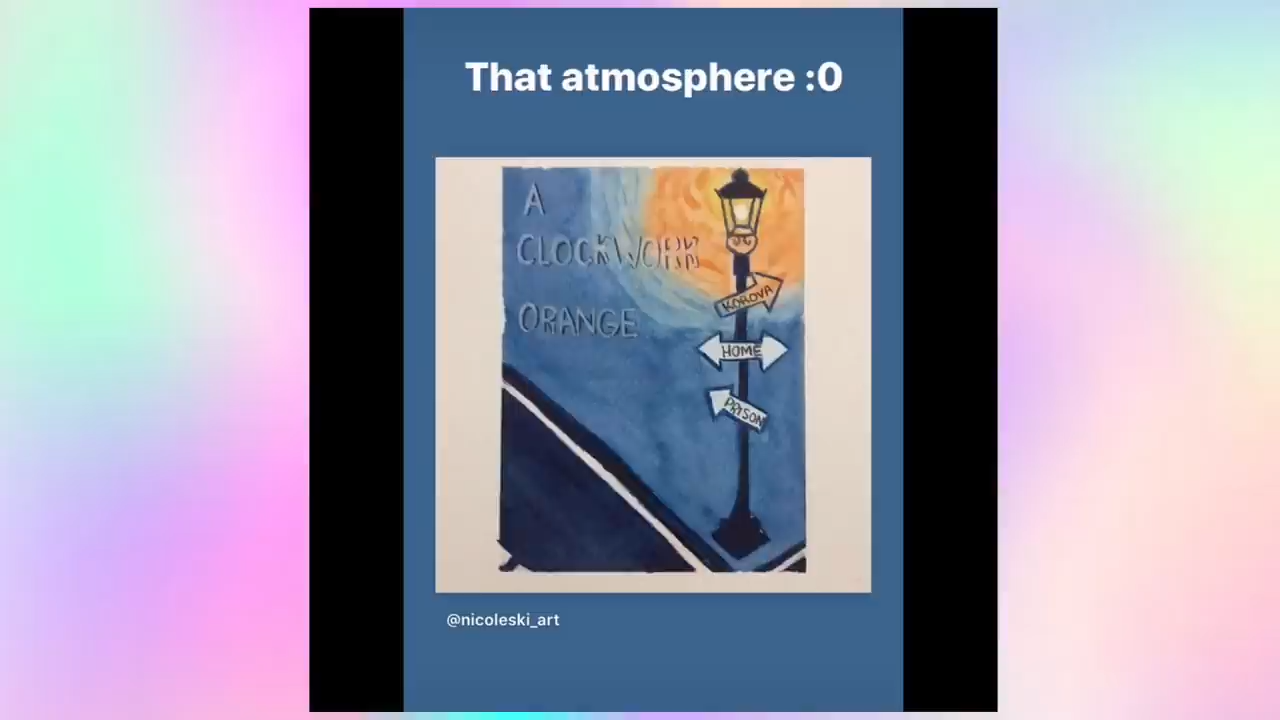 That atmosphere :0
A
CLOCKWORK
ORANGE
KOROVA
HOME
PRISON
@nicoleski_art